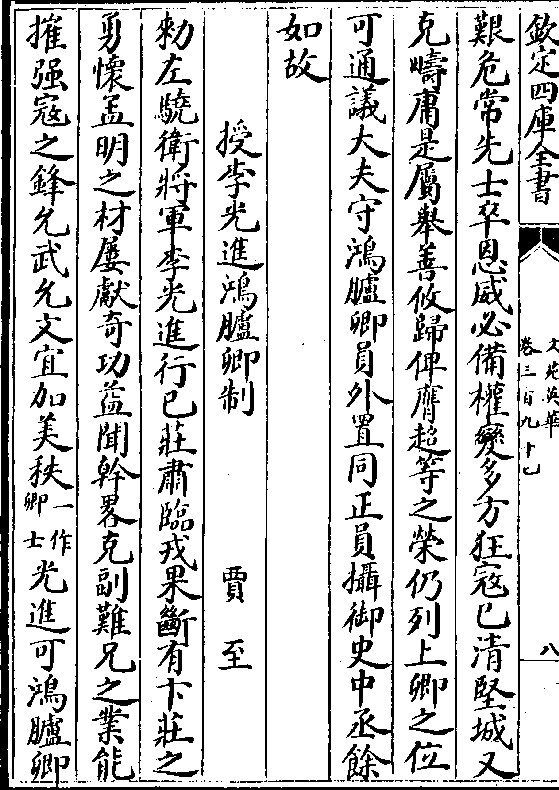 欽定四庫全書
文苑英華
卷三百九十七
八
艱危常先士卒恩威必備權變多方狂寇已清堅城又
克疇庸是屬舉善攸歸俾膺超等之榮仍列上卿之位
可通議大夫守鴻臚卿員外置同正員攝御史中丞餘
如故
授李光進鴻臚卿制 賈至
勅左驍衛將軍李光進行已莊肅臨戎果斷有卞莊之
勇懷孟明之材屢獻奇功益聞幹畧克副難兄之業能
摧强寇之鋒允武允文宜加美秩一作卿士光進可鴻臚卿